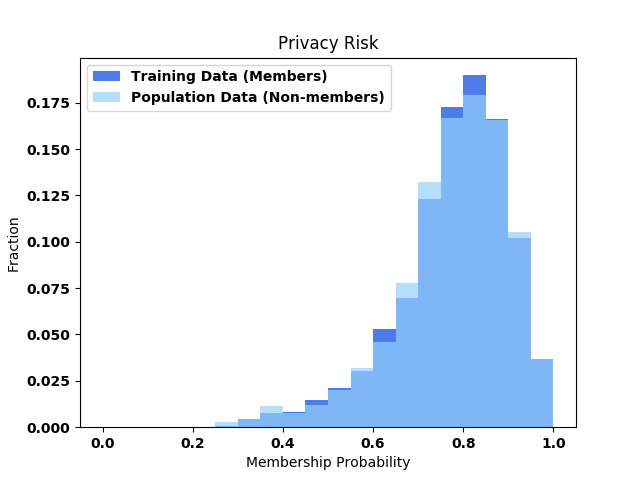 Privacy Risk
Training Data (Members)
Population Data (Non-members)
0.175
0.150
0.125
0.100
0.075
0.050
0.025
0.000
Fraction
0.0 0.2 0.4 0.6 0.8 1.0
Membership Probability